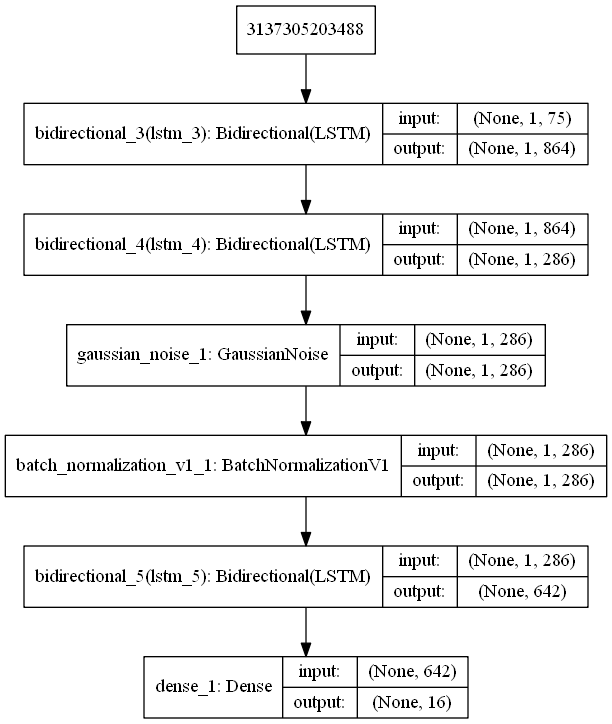 3137305203488
bidirectional_3(lstm_3): Bidirectional(LSTM)
input: (None, 1, 75)
output: (None, 1, 864)
bidirectional_4(lstm_4): Bidirectional(LSTM)
input: (None, 1, 864)
output: (None, 1, 286)
gaussian_noise_1: GaussianNoise
input: (None, 1, 286)
output: (None, 1, 286)
batch_normalization_v1_1: BatchNormalizationV1
input: (None, 1, 286)
output: (None, 1, 286)
bidirectional_5(lstm_5): Bidirectional(LSTM)
input: (None, 1, 286)
output: (None, 642)
dense_1: Dense
input: (None, 642)
output: (None, 16)